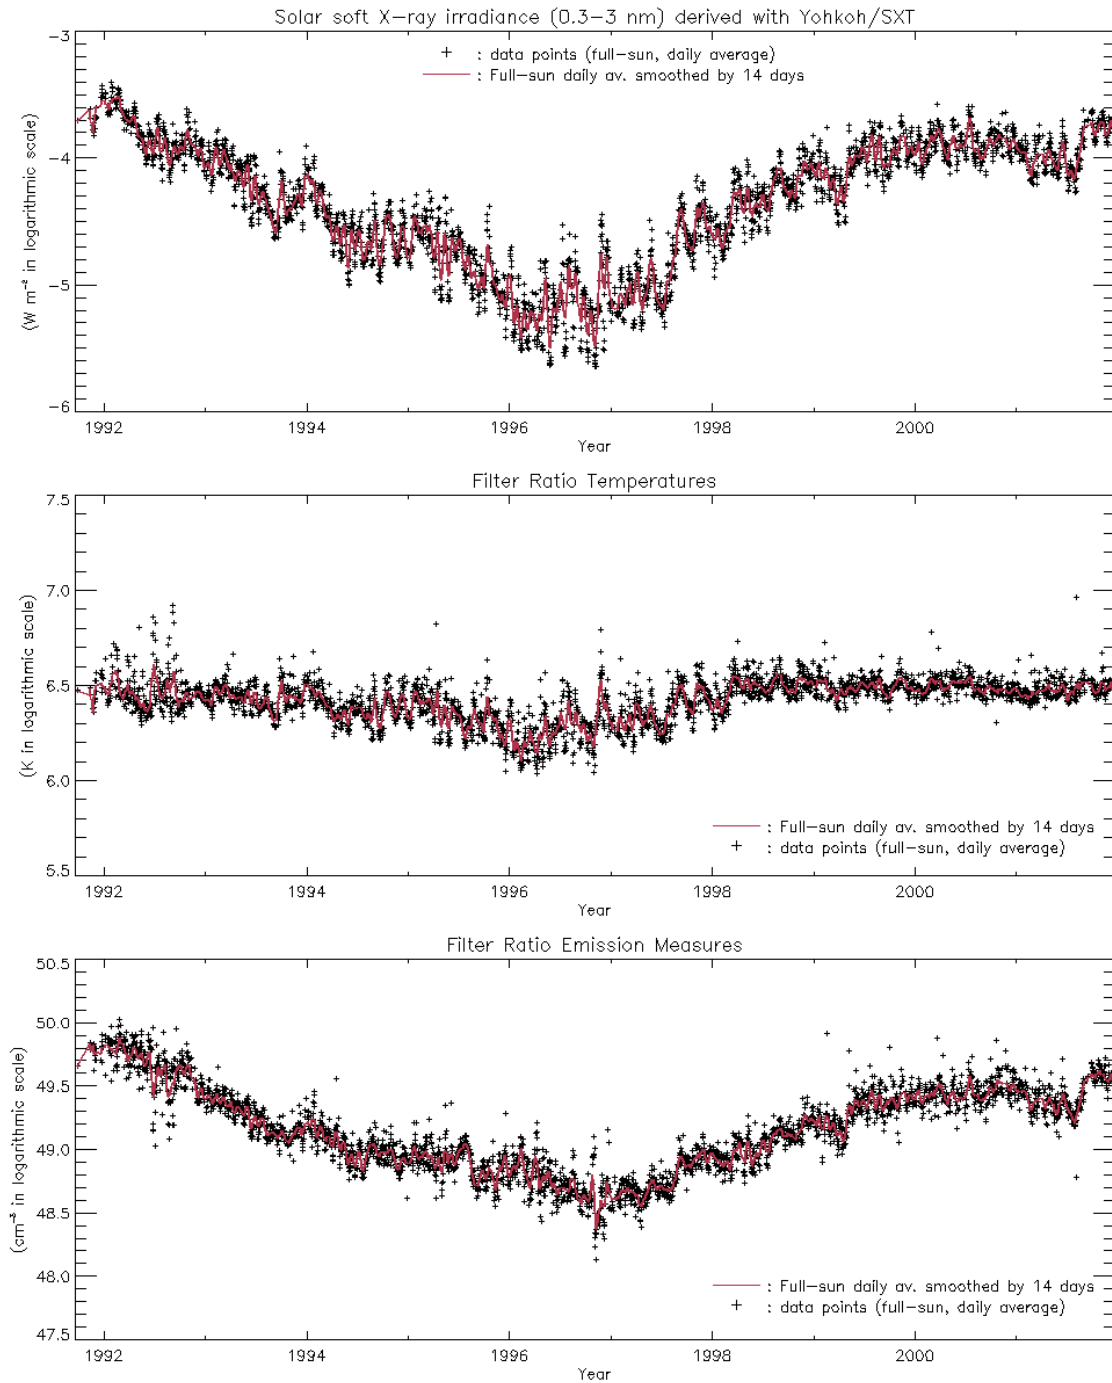 Solar soft X-ray irradiance (0.3-3 nm) derived with Yohkoh/SXT
-3
+ : data points (full-sun, daily average)
: Full-sun daily av. smoothed by 14 days
-4
(W m⁻² in logarithmic scale)
-5
-6
1992 1994 1996 1998 2000
Year
Filter Ratio Temperatures
7.5
7.0
(K in logarithmic scale)
6.5
6.0
: Full-sun daily av. smoothed by 14 days
+ : data points (full-sun, daily average)
5.5
1992 1994 1996 1998 2000
Year
Filter Ratio Emission Measures
50.5
50.0
49.5
(cm⁻³ in logarithmic scale)
49.0
48.5
48.0
: Full-sun daily av. smoothed by 14 days
+ : data points (full-sun, daily average)
47.5
1992 1994 1996 1998 2000
Year